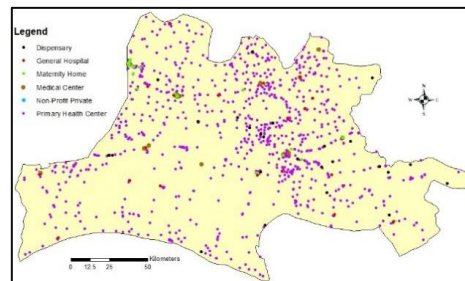 Legend
Dispensary
General Hospital
Maternity Home
Medical Center
Non-Profit Private
Primary Health Center
N
W
E
S
0 12.5 25 50
Kilometers